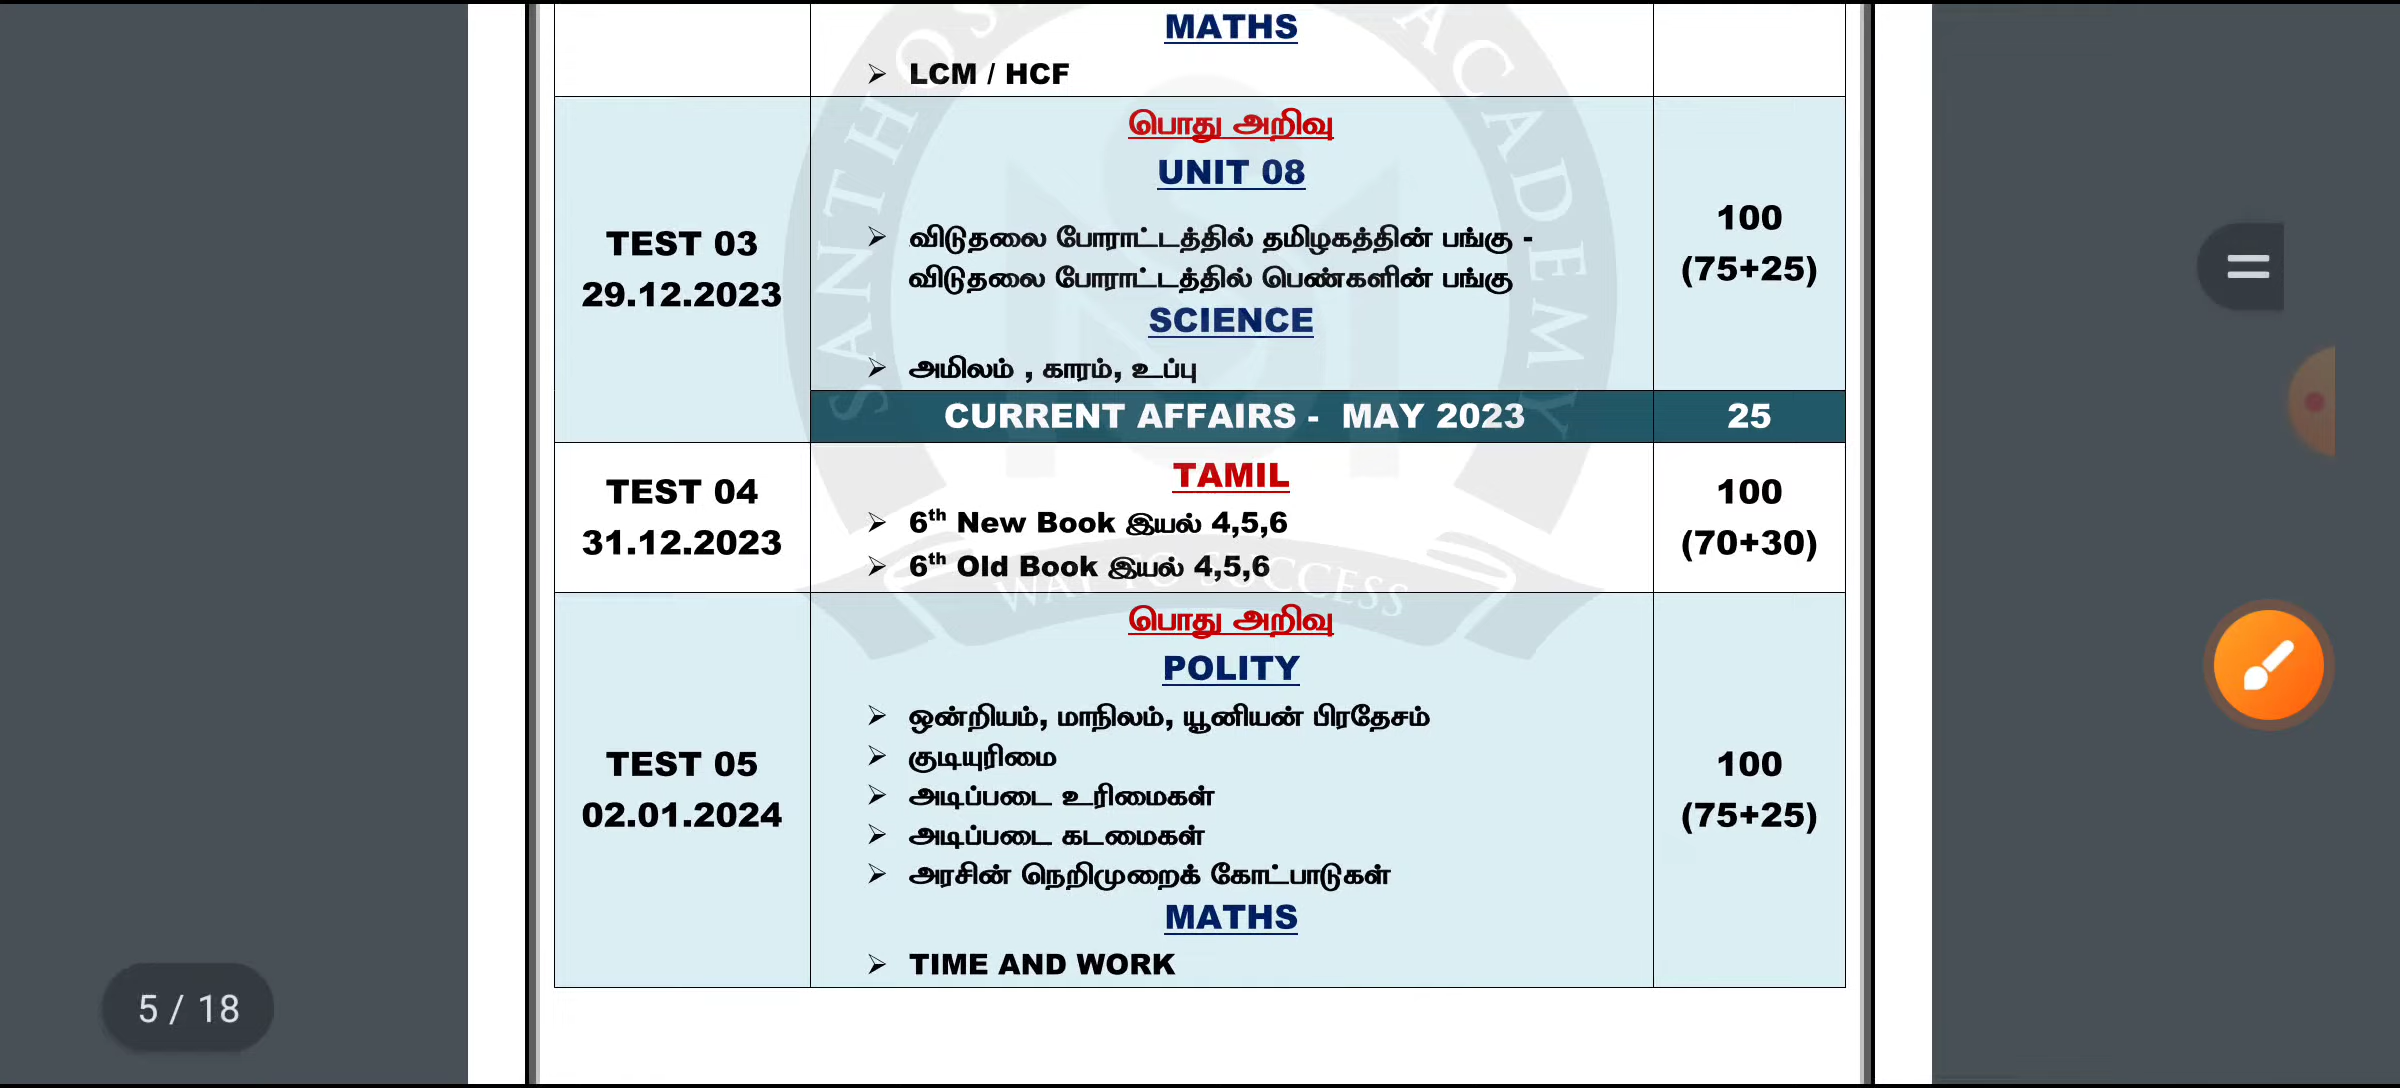 MATHS
➢ LCM / HCF
TEST 03
29.12.2023
பொது அறிவு
UNIT 08
➢ விடுதலை போராட்டத்தில் தமிழகத்தின் பங்கு -
விடுதலை போராட்டத்தில் பெண்களின் பங்கு
SCIENCE
➢ அமிலம் , காரம், உப்பு
100
(75+25)
CURRENT AFFAIRS - MAY 2023
25
TEST 04
31.12.2023
TAMIL
➢ 6th New Book இயல் 4,5,6
➢ 6th Old Book இயல் 4,5,6
100
(70+30)
TEST 05
02.01.2024
பொது அறிவு
POLITY
➢ ஒன்றியம், மாநிலம், யூனியன் பிரதேசம்
➢ குடியுரிமை
➢ அடிப்படை உரிமைகள்
➢ அடிப்படை கடமைகள்
➢ அரசின் நெறிமுறைக் கோட்பாடுகள்
MATHS
➢ TIME AND WORK
100
(75+25)
ACADEMY
WAY TO SUCCESS
5 / 18